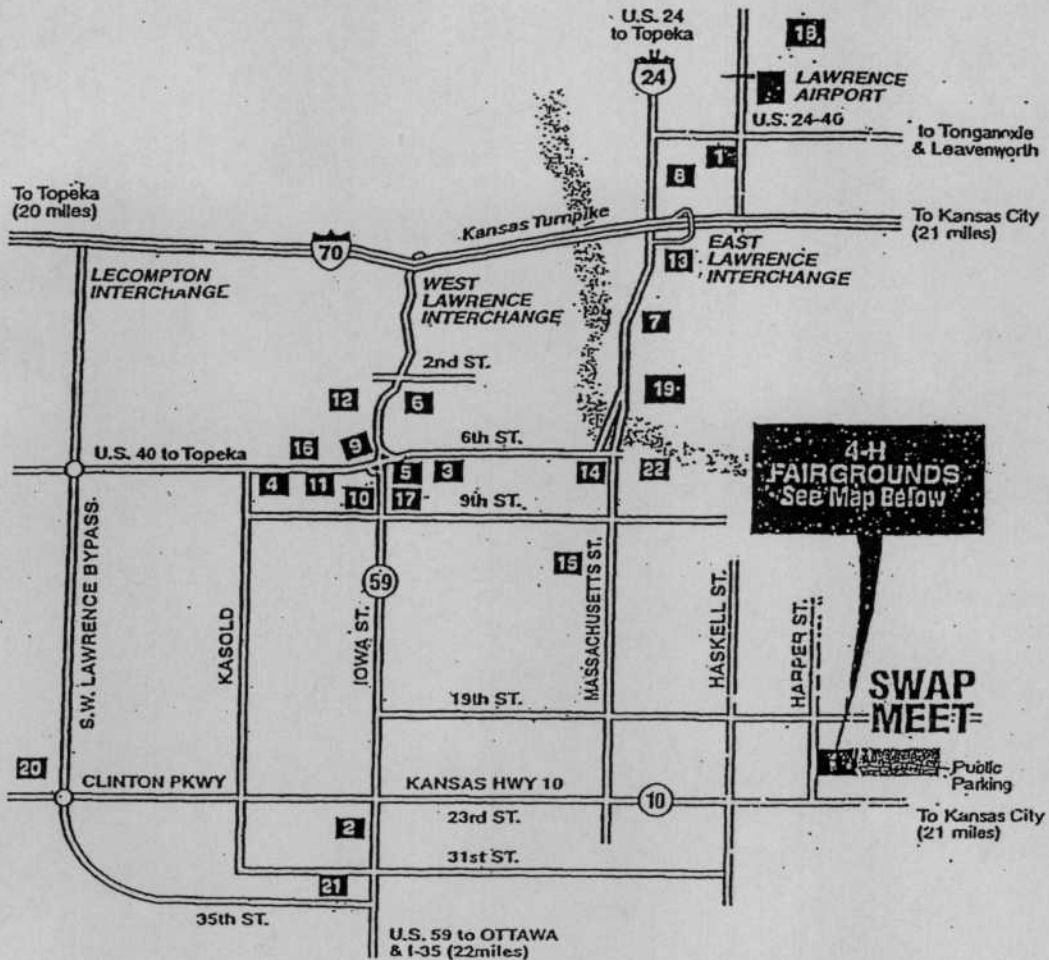 U.S. 24
to Topeka
24
18
LAWRENCE
AIRPORT
U.S. 24-40
to Tonganoxie
& Leavenworth
1
8
To Topeka
(20 miles)
Kansas Turnpike
To Kansas City
(21 miles)
70
LECOMPTON
INTERCHANGE
WEST
LAWRENCE
INTERCHANGE
13
EAST
LAWRENCE
INTERCHANGE
7
2nd ST.
12
6
19
16
9
6th ST.
U.S. 40 to Topeka
4
11
5
3
14
22
10
17
9th ST.
4-H
FAIRGROUNDS
See Map Below
15
59
S.W. LAWRENCE BYPASS
KASOLD
IOWA ST.
MASSACHUSETTS ST.
HASKELL ST.
HARPER ST.
19th ST.
SWAP
MEET
20
CLINTON PKWY
KANSAS HWY 10
10
23rd ST.
Public
Parking
To Kansas City
(21 miles)
2
31st ST.
21
35th ST.
U.S. 59 to OTTAWA
& I-35 (22miles)